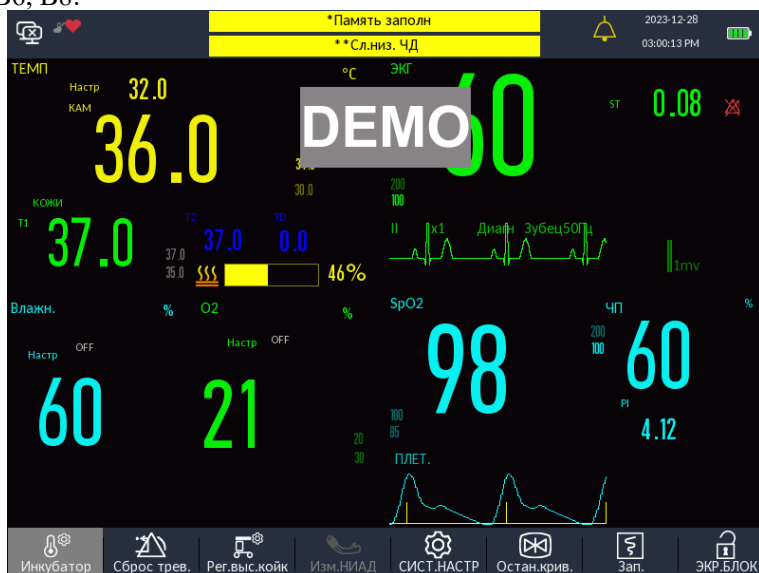 *Память заполн
**Сл.низ. ЧД
2023-12-28
03:00:13 PM
ТЕМП
°C
Настр 32.0
КАМ
36.0
30.0
КОЖИ
T1 37.0
37.0
35.0
T2 37.0
TD 0.0
46%
ЭКГ
60
DEMO
ST 0.08
200
100
II x1 Диагн Зубец50Гц
1mv
Влажн. %
Настр OFF
60
O2 %
Настр OFF
21
20
30
SpO2
98
100
85
ЧП %
200
100
60
PI
4.12
ПЛЕТ.
Инкубатор
Сброс трев.
Рег.выс.койк
Изм.НИАД
СИСТ.НАСТР
Остан.крив.
Зап.
ЭКР.БЛОК